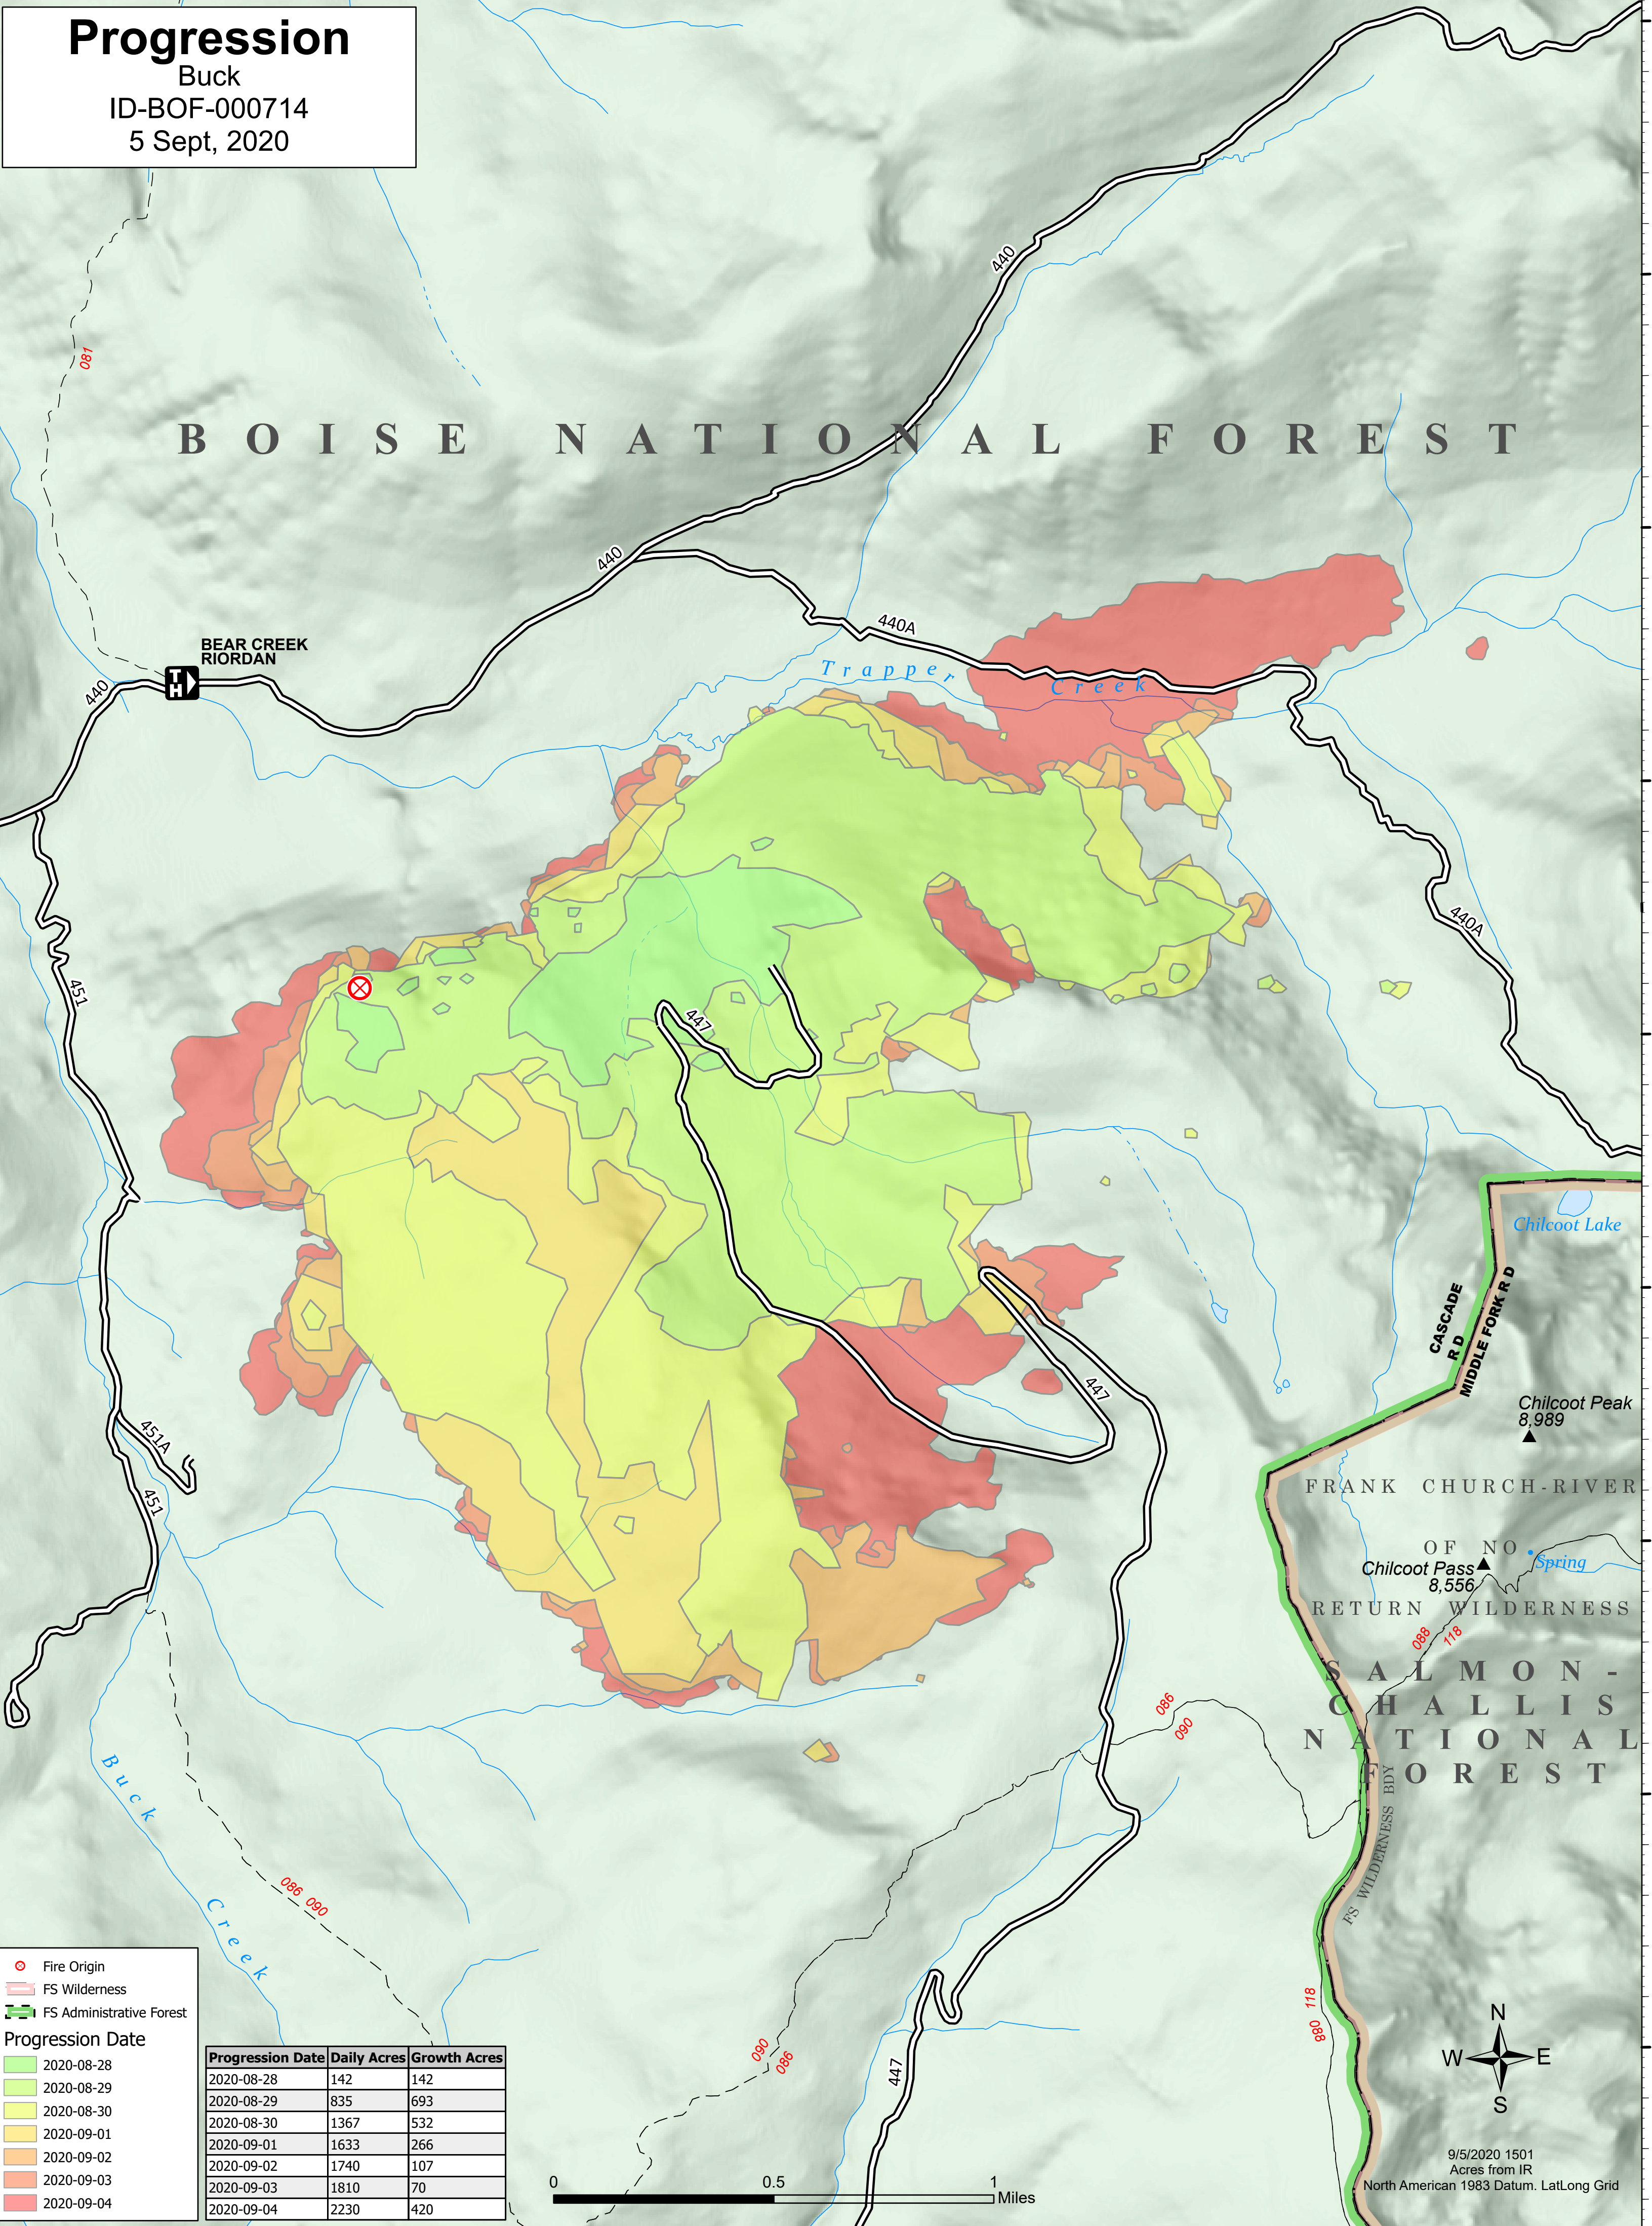 Progression
Buck
ID-BOF-000714
5 Sept, 2020
440
081
BOISE NATIONAL FOREST
440
440A
BEAR CREEK
RIORDAN
Trapper Creek
440
440A
451
447
Chilcoot Lake
CASCADE
RD
MIDDLE FORK RD
447
Chilcoot Peak
8,989
451A
451
FRANK CHURCH-RIVER
OF NO
Spring
Chilcoot Pass
8,556
RETURN WILDERNESS
088
118
SALMON-
CHALLIS
NATIONAL
FOREST
086
090
FS WILDERNESS BDY
Buck Creek
086 090
118
088
090
086
447
Fire Origin
FS Wilderness
FS Administrative Forest
Progression Date
2020-08-28
2020-08-29
2020-08-30
2020-09-01
2020-09-02
2020-09-03
2020-09-04
Progression Date Daily Acres Growth Acres
2020-08-28 142 142
2020-08-29 835 693
2020-08-30 1367 532
2020-09-01 1633 266
2020-09-02 1740 107
2020-09-03 1810 70
2020-09-04 2230 420
0 0.5 1
Miles
N
W E
S
9/5/2020 1501
Acres from IR
North American 1983 Datum. LatLong Grid
TH